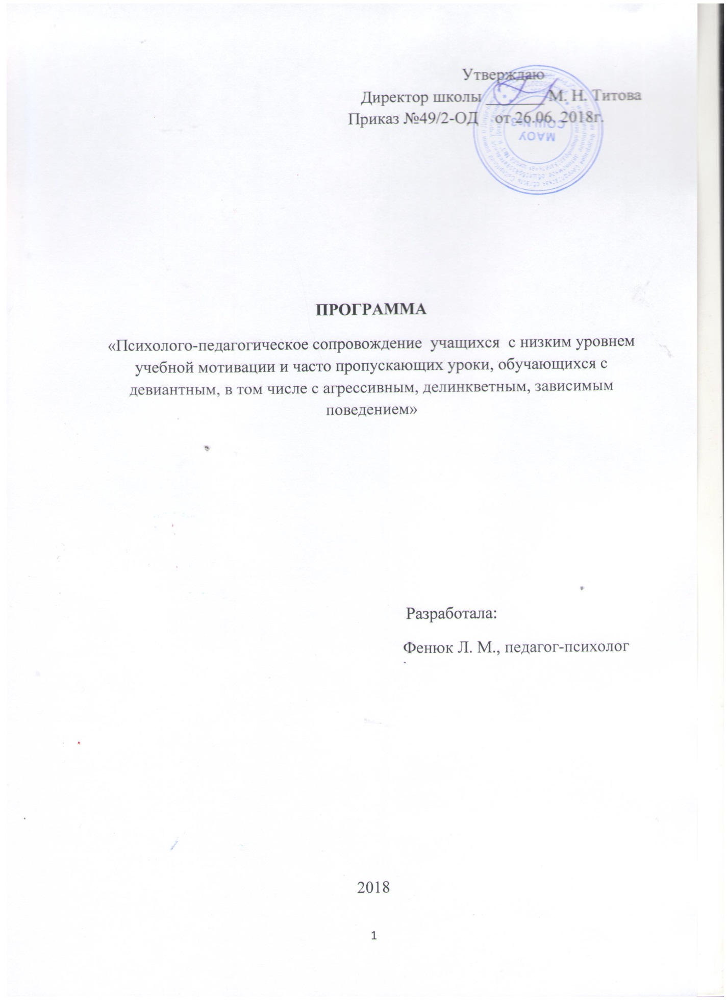 Утверждаю
Директор школы ________ М. Н. Титова
Приказ №49/2-ОД от 26.06. 2018г.
МАОУ
СОШ №3
ПРОГРАММА
«Психолого-педагогическое сопровождение учащихся с низким уровнем
учебной мотивации и часто пропускающих уроки, обучающихся с
девиантным, в том числе с агрессивным, делинкветным, зависимым
поведением»
Разработала:
Фенюк Л. М., педагог-психолог
2018
1